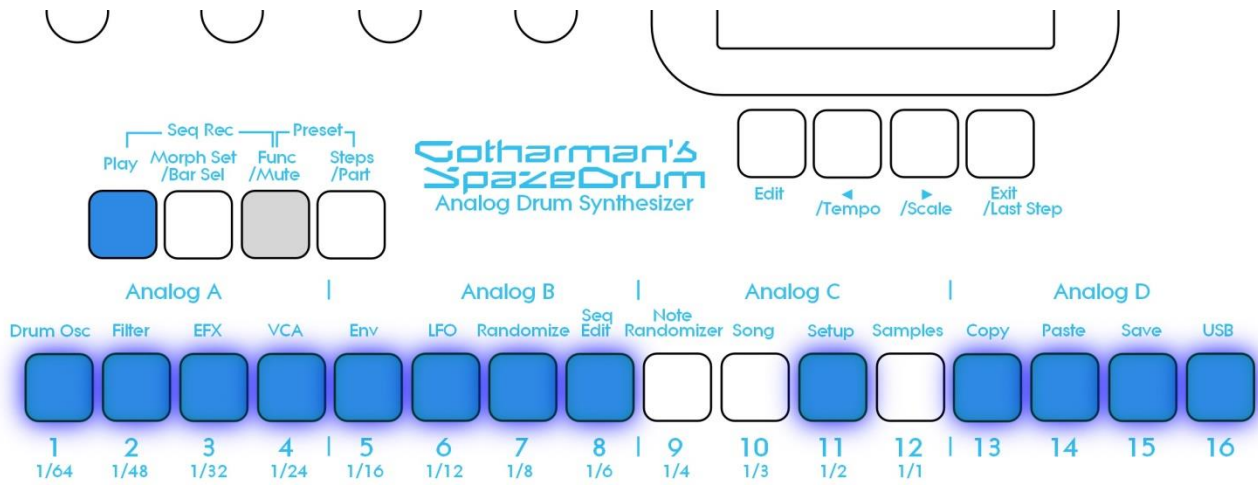 Seq Rec Preset
Play Morph Set /Bar Sel Func /Mute Steps /Part
Gotharman's
SpazeDrum
Analog Drum Synthesizer
Edit ◄ /Tempo ► /Scale Exit /Last Step
Analog A | Analog B | Analog C | Analog D
Drum Osc Filter EFX VCA Env LFO Randomize Seq Edit Note Randomizer Song Setup Samples Copy Paste Save USB
1 2 3 4 | 5 6 7 8 | 9 10 11 12 | 13 14 15 16
1/64 1/48 1/32 1/24 1/16 1/12 1/8 1/6 1/4 1/3 1/2 1/1